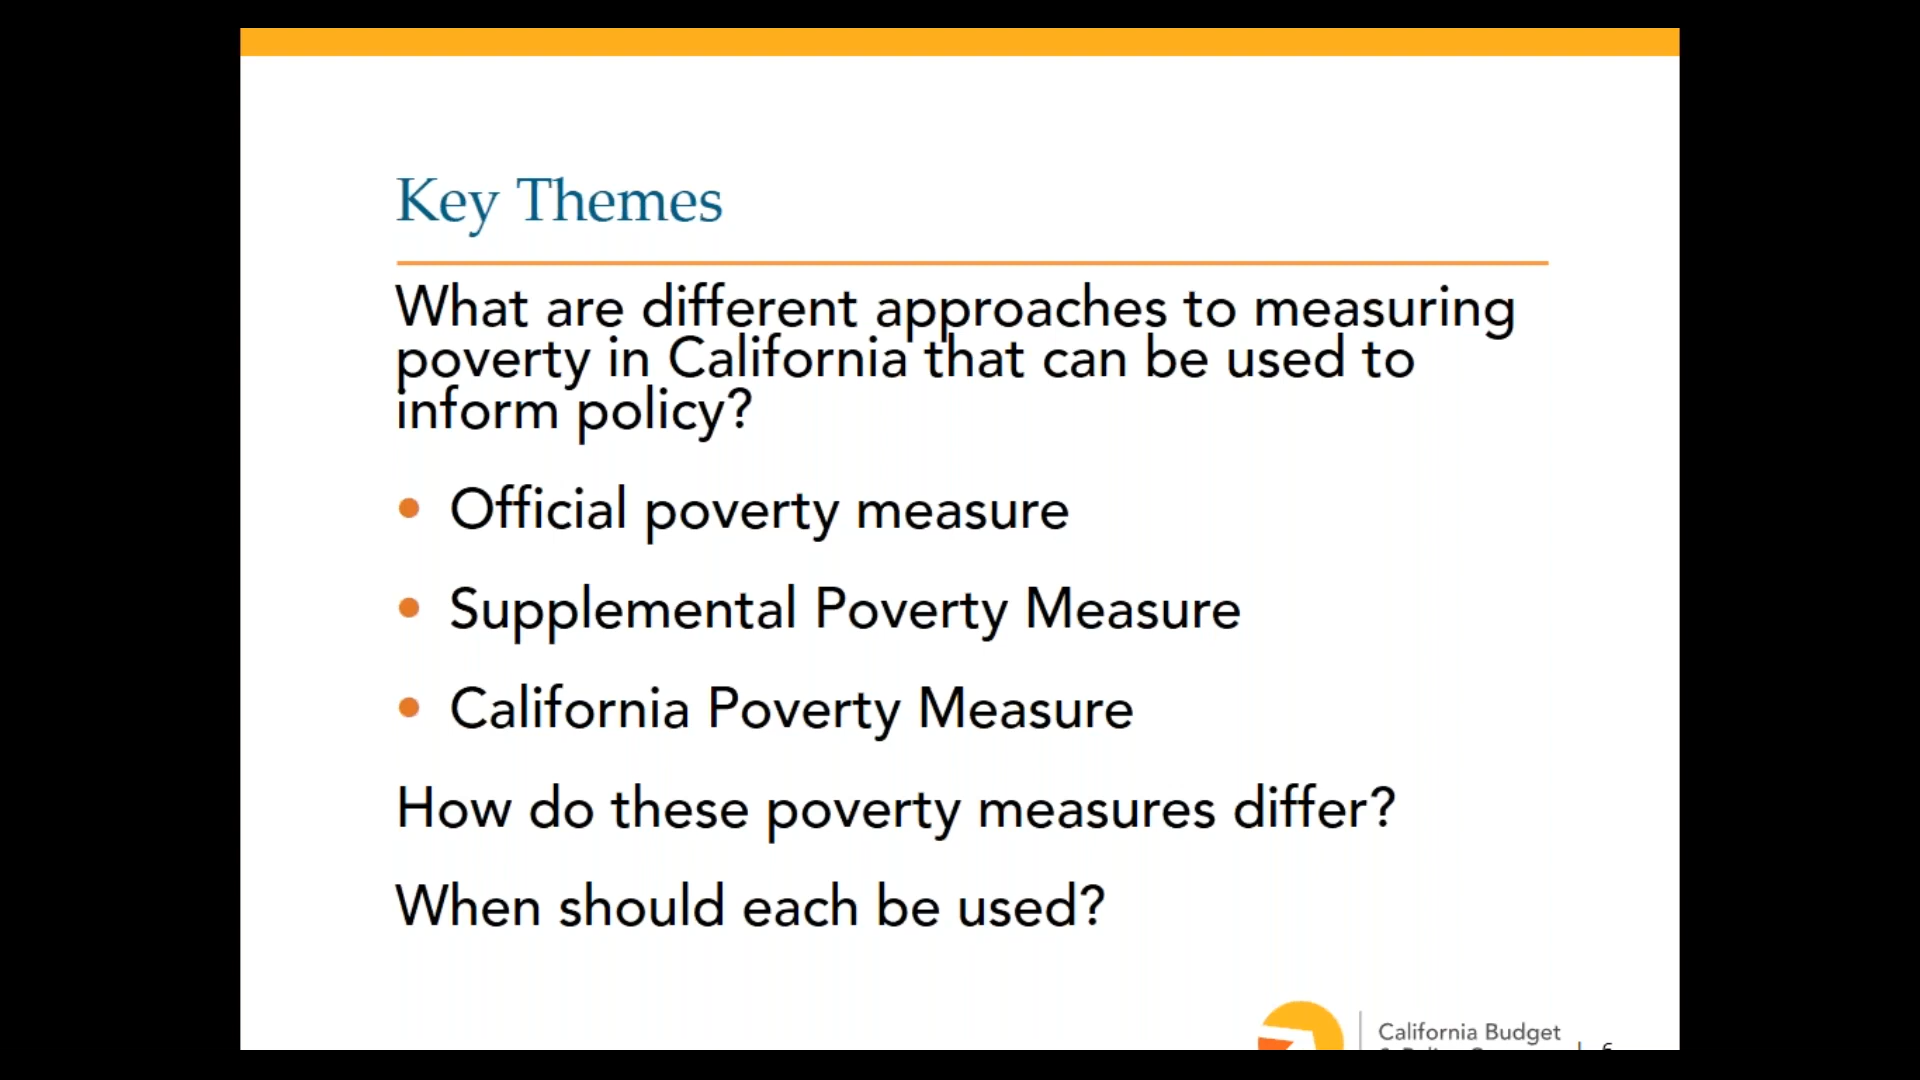 Key Themes
What are different approaches to measuring
poverty in California that can be used to
inform policy?
• Official poverty measure
• Supplemental Poverty Measure
• California Poverty Measure
How do these poverty measures differ?
When should each be used?
California Budget